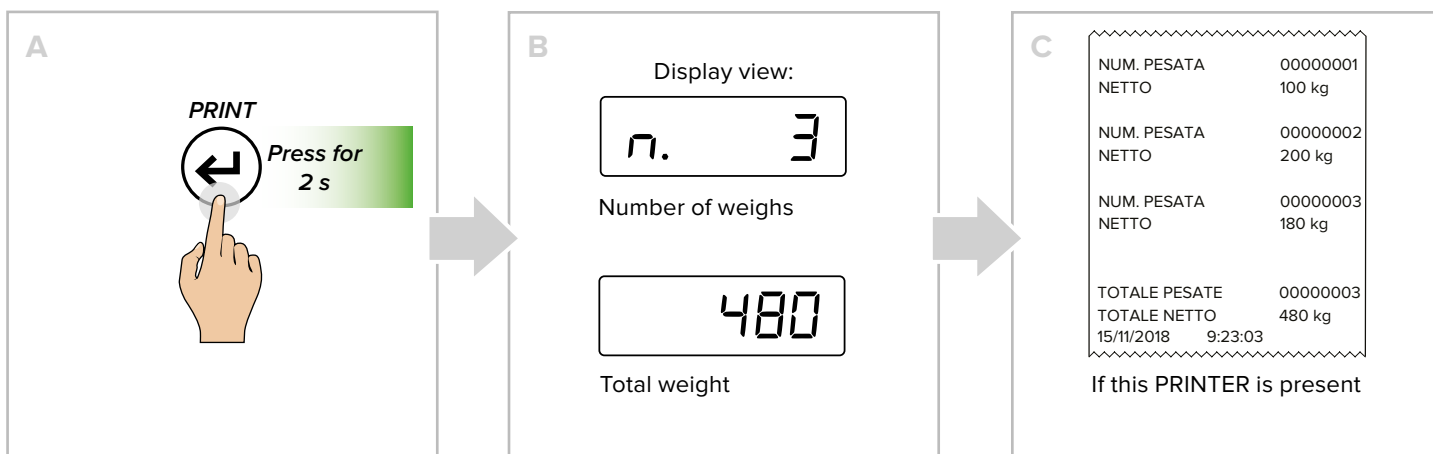 A
PRINT
Press for
2 s
B
Display view:
n. 3
Number of weighs
480
Total weight
C
NUM. PESATA 00000001
NETTO 100 kg
NUM. PESATA 00000002
NETTO 200 kg
NUM. PESATA 00000003
NETTO 180 kg
TOTALE PESATE 00000003
TOTALE NETTO 480 kg
15/11/2018 9:23:03
If this PRINTER is present